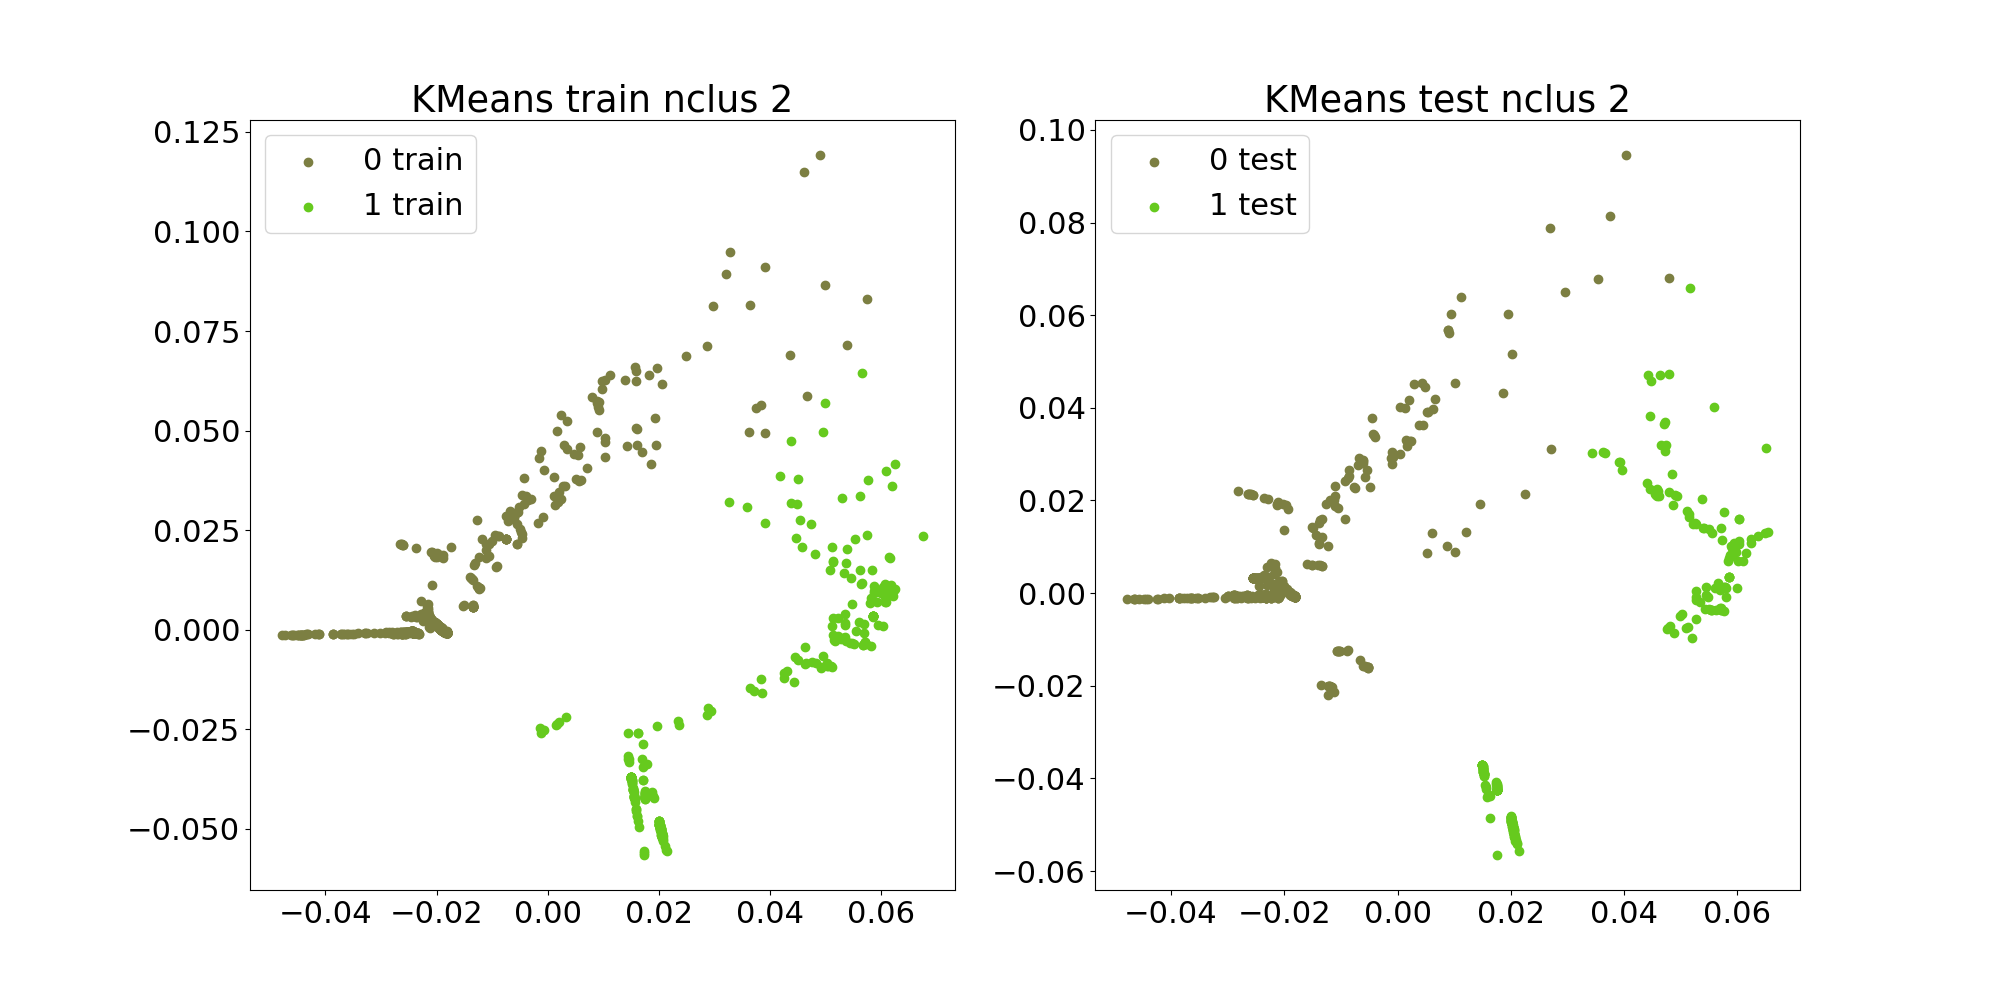 KMeans train nclus 2
0.125
0.100
0.075
0.050
0.025
0.000
−0.025
−0.050
−0.04 −0.02 0.00 0.02 0.04 0.06
0 train
1 train
KMeans test nclus 2
0.10
0.08
0.06
0.04
0.02
0.00
−0.02
−0.04
−0.06
−0.04 −0.02 0.00 0.02 0.04 0.06
0 test
1 test